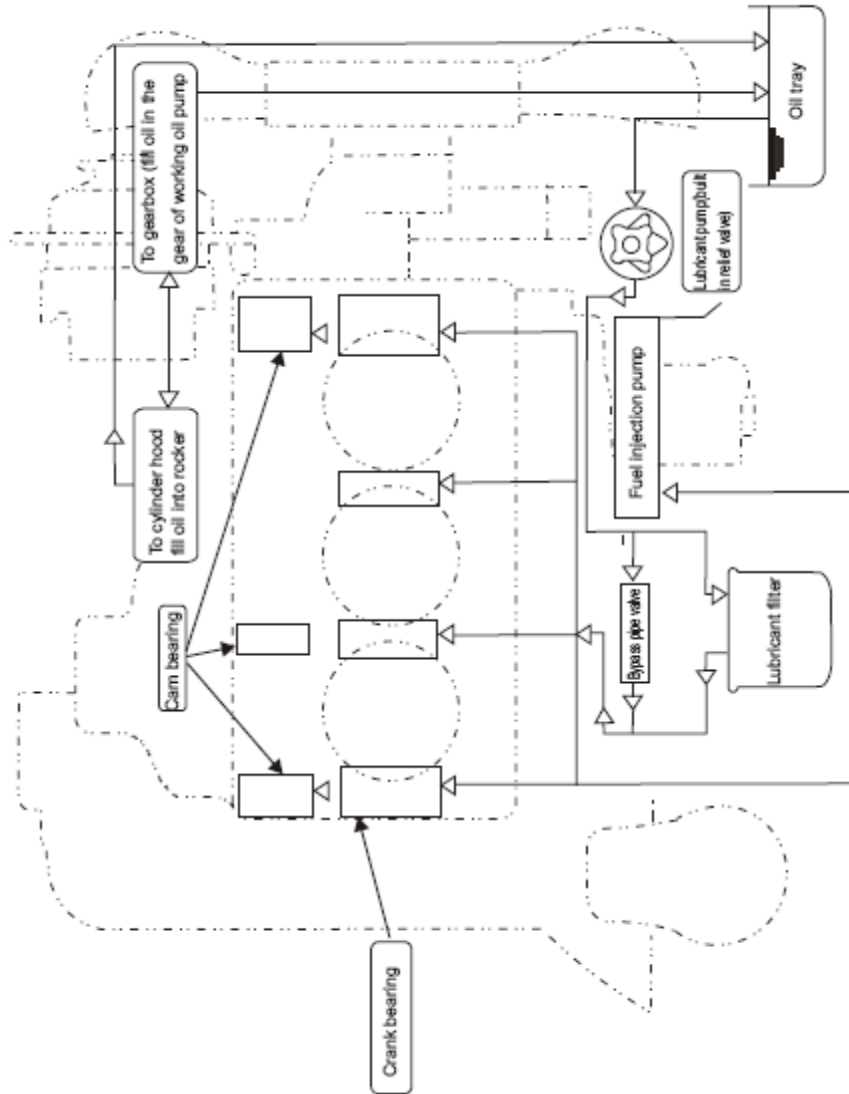 To gearbox (fill oil in the
gear of working oil pump
To cylinder hood
fill oil into rocker
Cam bearing
Crank bearing
Oil tray
Lubricant pump(built
in relief valve)
Fuel injection pump
Bypass pipe valve
Lubricant filter